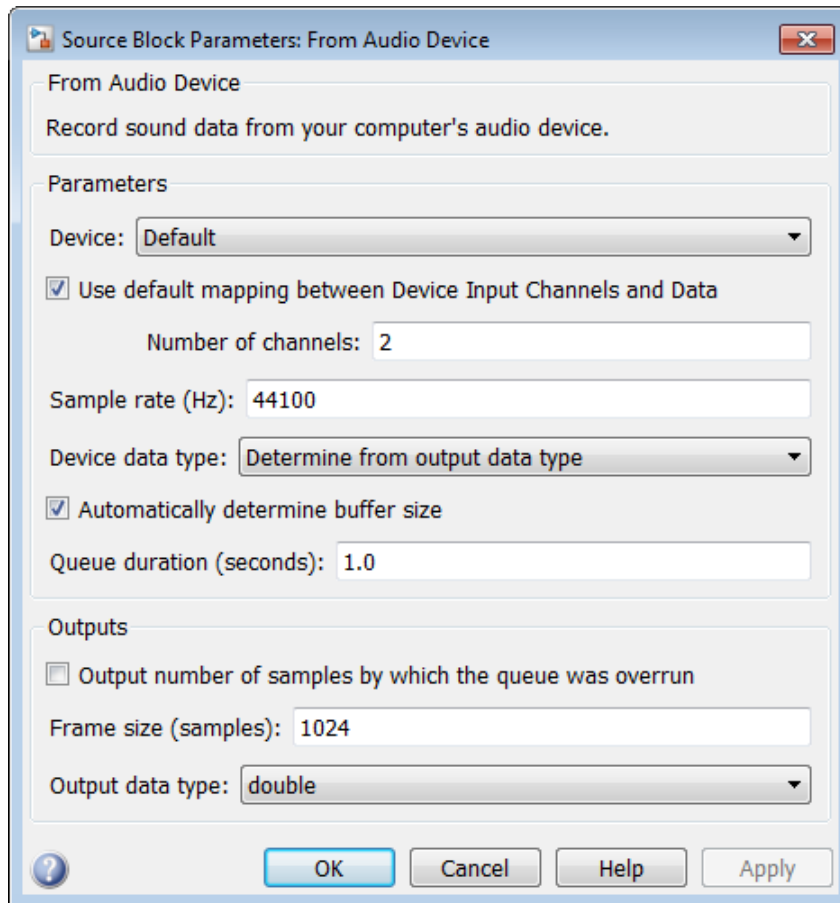 Source Block Parameters: From Audio Device
From Audio Device
Record sound data from your computer's audio device.
Parameters
Device: Default
Use default mapping between Device Input Channels and Data
Number of channels: 2
Sample rate (Hz): 44100
Device data type: Determine from output data type
Automatically determine buffer size
Queue duration (seconds): 1.0
Outputs
Output number of samples by which the queue was overrun
Frame size (samples): 1024
Output data type: double
? OK Cancel Help Apply